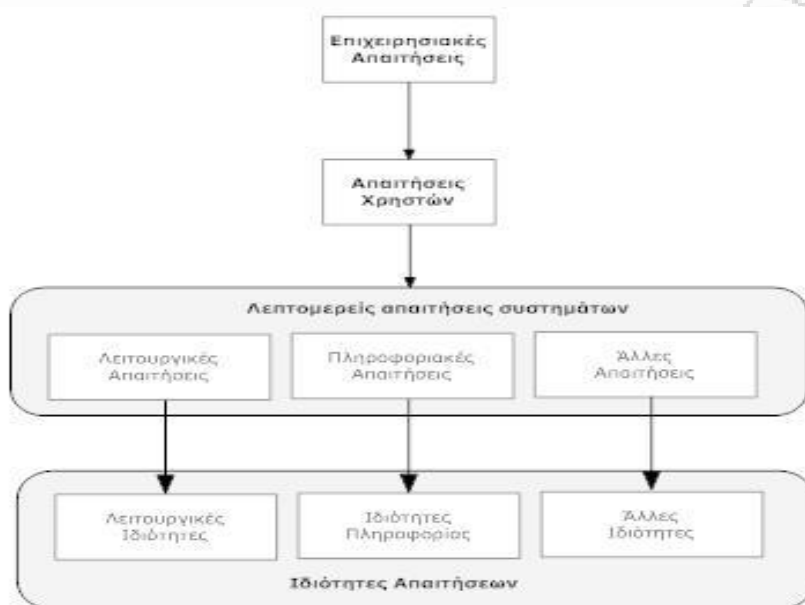 Επιχειρησιακές
Απαιτήσεις
Απαιτήσεις
Χρηστών
Λεπτομερείς απαιτήσεις συστημάτων
Λειτουργικές
Απαιτήσεις
Πληροφοριακές
Απαιτήσεις
Άλλες
Απαιτήσεις
Λειτουργικές
Ιδιότητες
Ιδιότητες
Πληροφορίας
Άλλες
Ιδιότητες
Ιδιότητες Απαιτήσεων